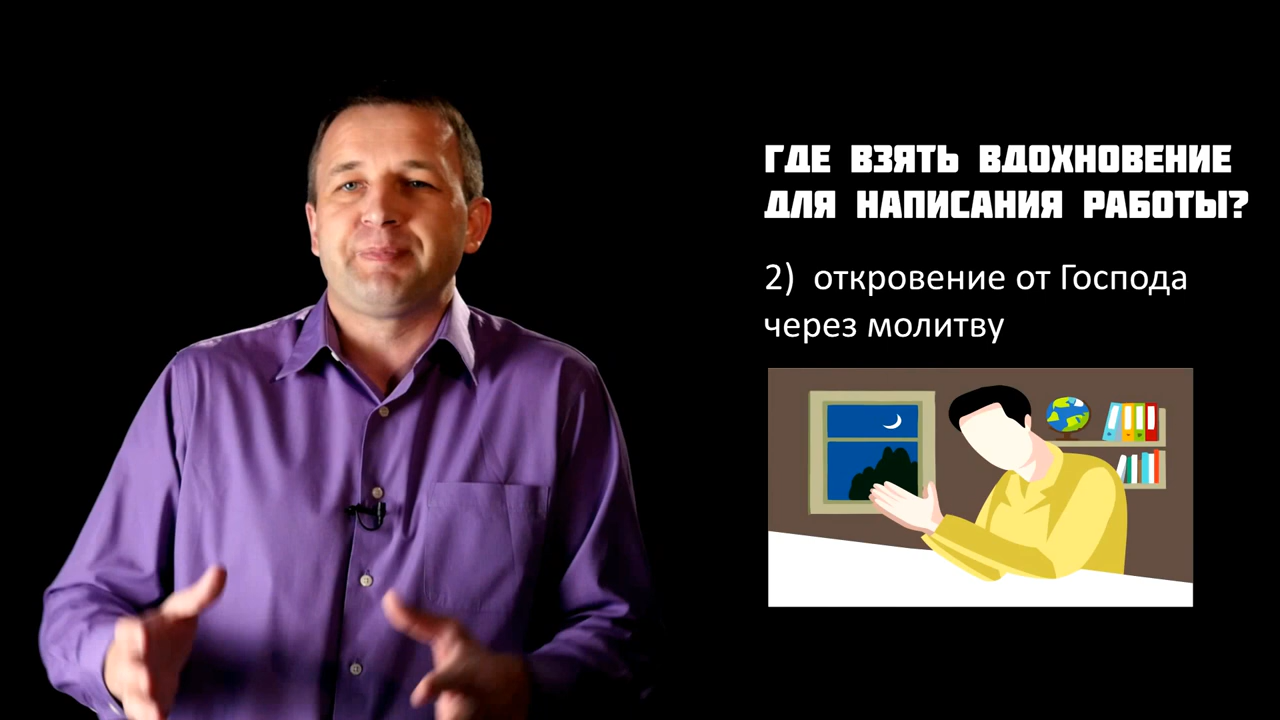 ГДЕ ВЗЯТЬ ВДОХНОВЕНИЕ
ДЛЯ НАПИСАНИЯ РАБОТЫ?
2) откровение от Господа
через молитву